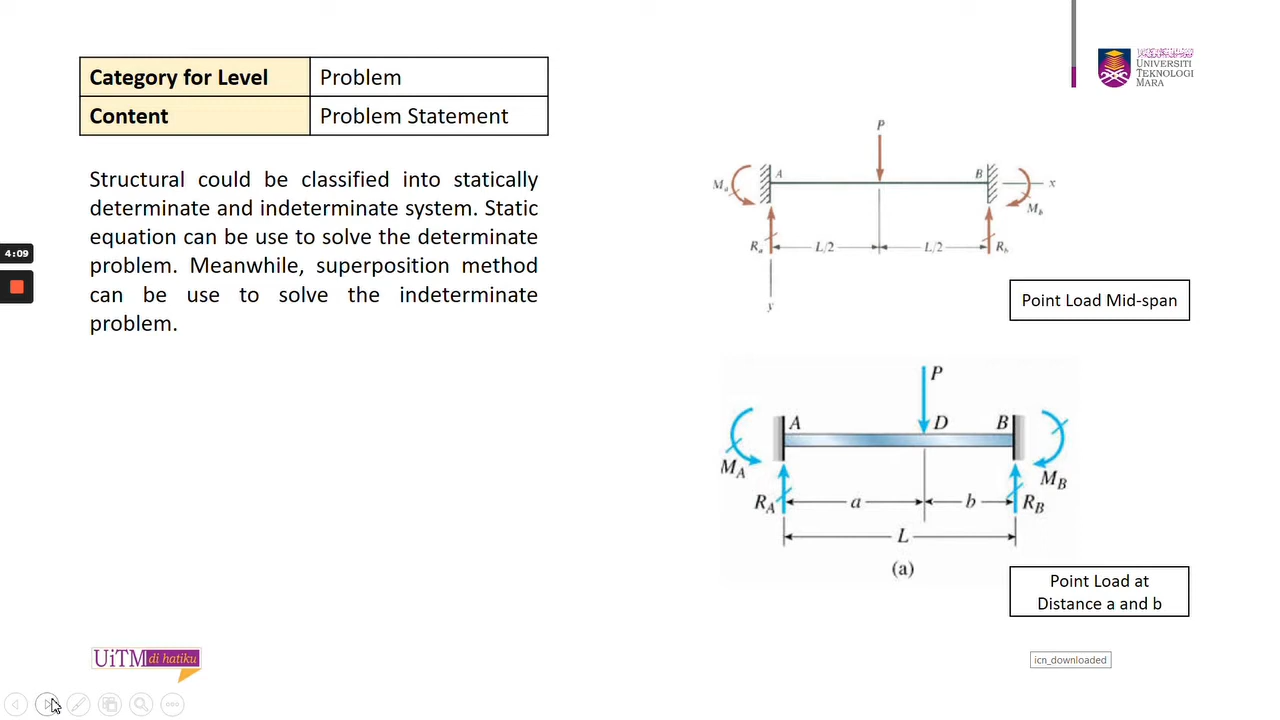 Category for Level Problem
Content Problem Statement
Structural could be classified into statically
determinate and indeterminate system. Static
equation can be use to solve the determinate
problem. Meanwhile, superposition method
can be use to solve the indeterminate
problem.
4:09
UNIVERSITI
TEKNOLOGI
MARA
P
A
B
x
Ma
Mb
Ra
L/2
L/2
Rb
y
Point Load Mid-span
P
A
D
B
MA
MB
RA
a
b
RB
L
(a)
Point Load at
Distance a and b
UiTM di hatiku
icn_downloaded